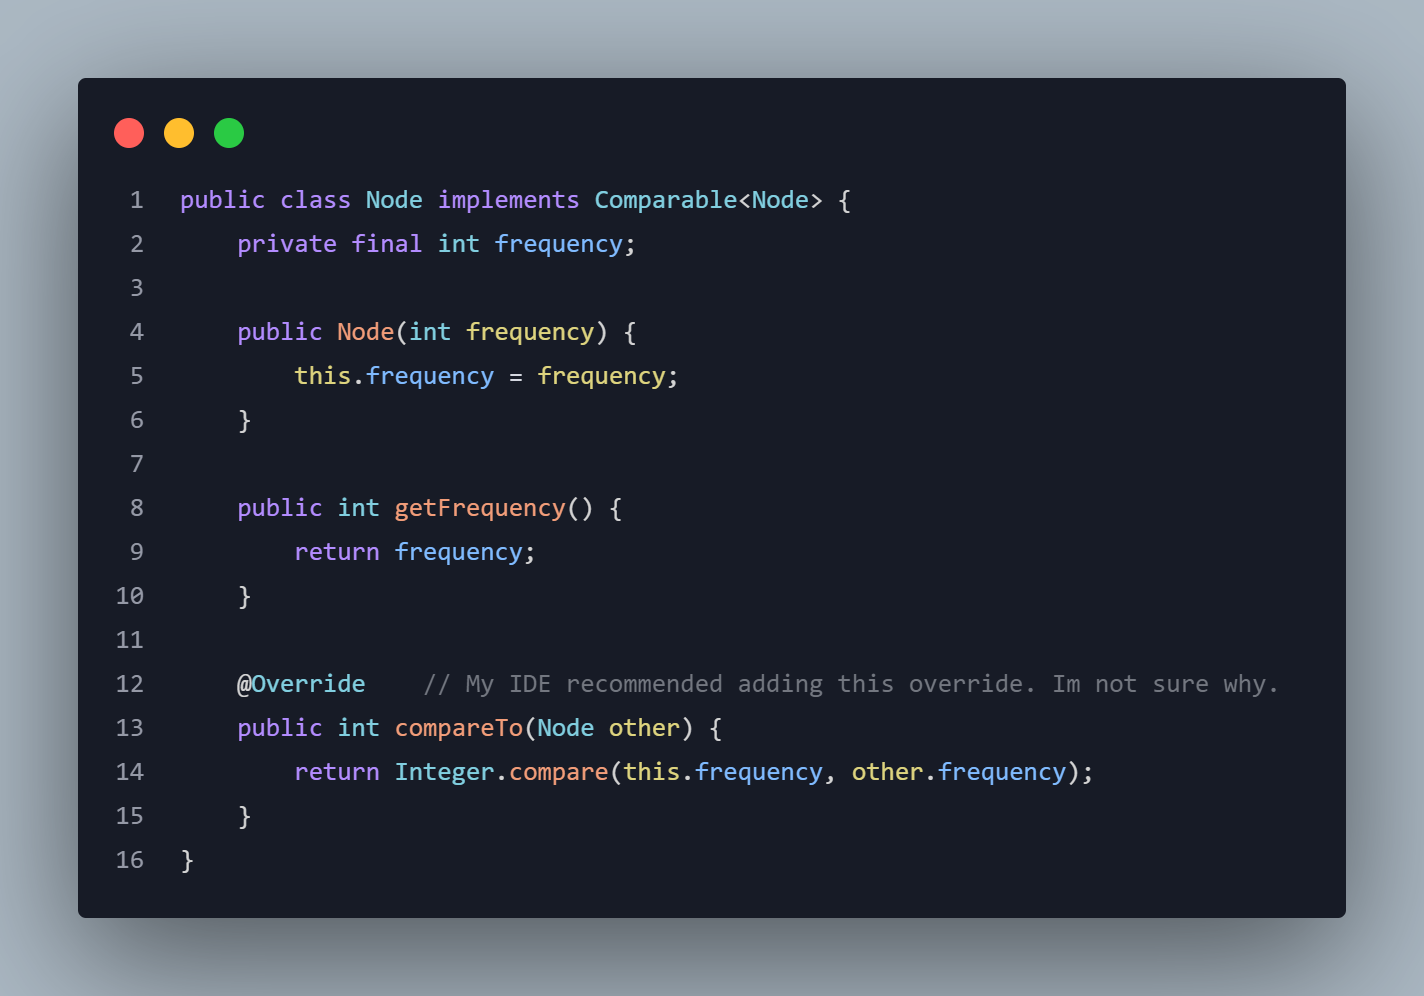 1 public class Node implements Comparable<Node> {
2     private final int frequency;
3
4     public Node(int frequency) {
5         this.frequency = frequency;
6     }
7
8     public int getFrequency() {
9         return frequency;
10     }
11
12     @Override    // My IDE recommended adding this override. Im not sure why.
13     public int compareTo(Node other) {
14         return Integer.compare(this.frequency, other.frequency);
15     }
16 }